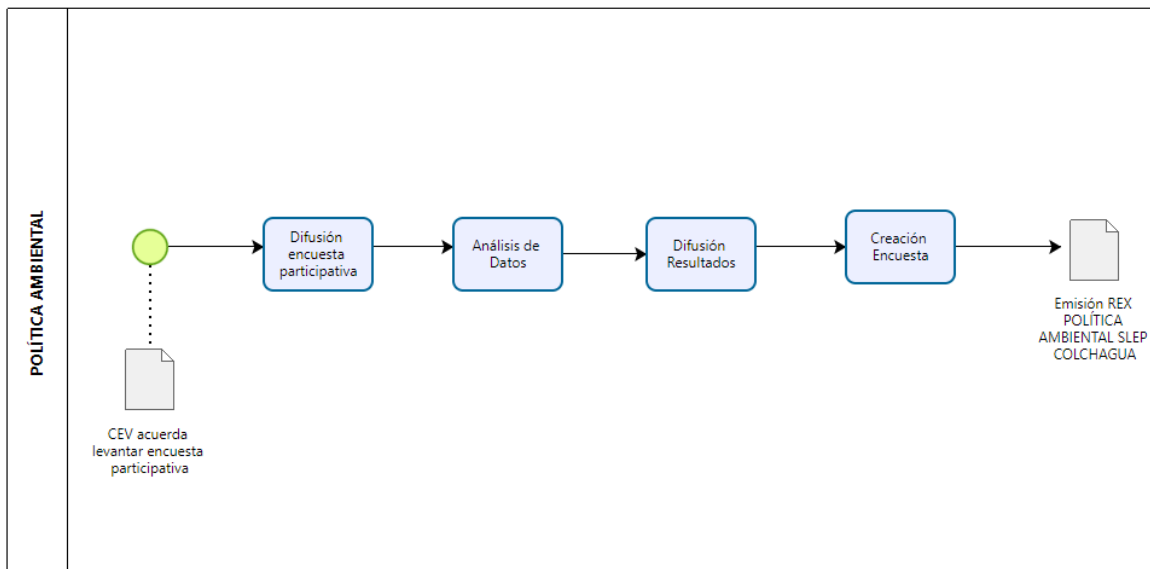 POLÍTICA AMBIENTAL
Difusión
encuesta
participativa
Análisis de
Datos
Difusión
Resultados
Creación
Encuesta
Emisión REX
POLÍTICA
AMBIENTAL SLEP
COLCHAGUA
CEV acuerda
levantar encuesta
participativa